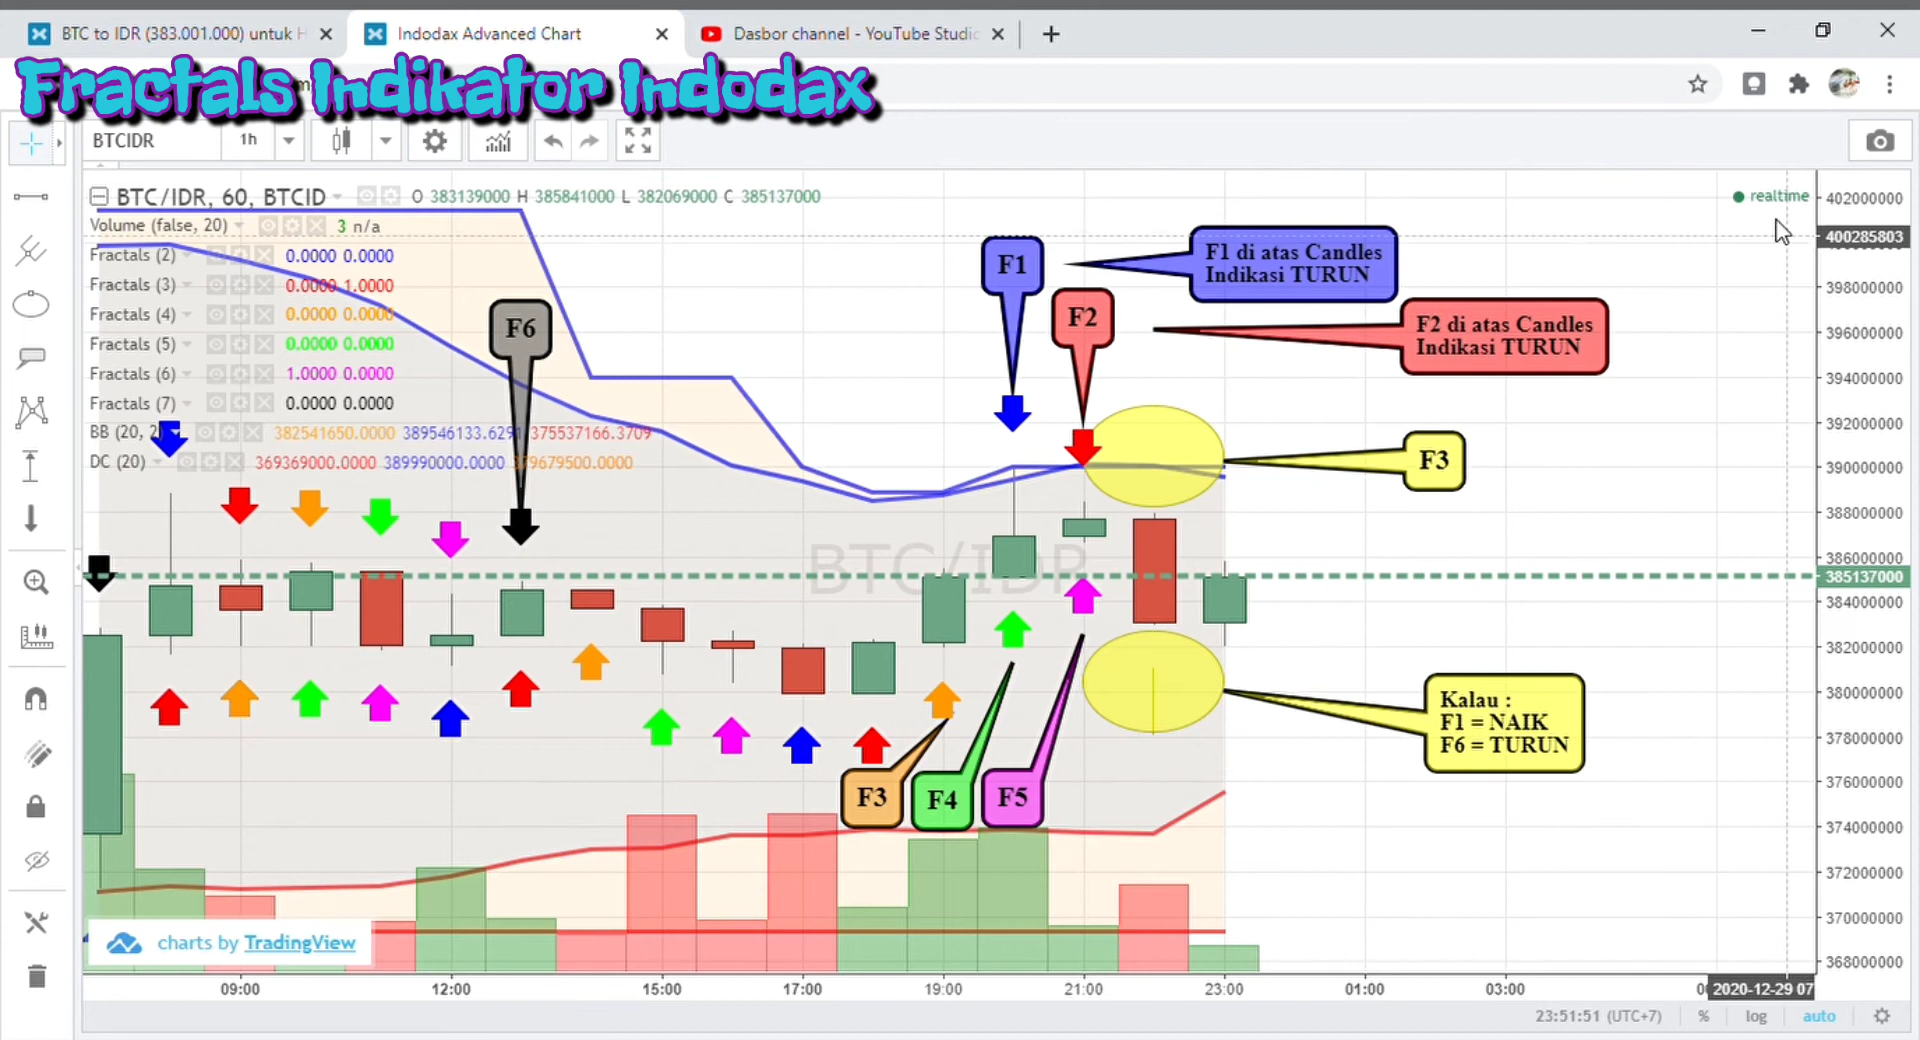 BTC to IDR (383.001.000) untuk H
Indodax Advanced Chart
Dasbor channel - YouTube Studio
Fractals Indikator Indodax
BTCIDR
1h
BTC/IDR, 60, BTCID
O 383139000 H 385841000 L 382069000 C 385137000
realtime
Volume (false, 20)
3 n/a
Fractals (2)
0.0000 0.0000
Fractals (3)
0.0000 1.0000
Fractals (4)
0.0000 0.0000
Fractals (5)
0.0000 0.0000
Fractals (6)
1.0000 0.0000
Fractals (7)
0.0000 0.0000
BB (20, 2)
382541650.0000 389546133.6291 375537166.3709
DC (20)
369369000.0000 389990000.0000 379679500.0000
F6
F1
F1 di atas Candles
Indikasi TURUN
F2
F2 di atas Candles
Indikasi TURUN
F3
BTC/IDR
Kalau :
F1 = NAIK
F6 = TURUN
F3
F4
F5
402000000
400285803
398000000
396000000
394000000
392000000
390000000
388000000
386000000
385137000
384000000
382000000
380000000
378000000
376000000
374000000
372000000
370000000
368000000
charts by TradingView
09:00
12:00
15:00
17:00
19:00
21:00
23:00
01:00
03:00
2020-12-29 07
23:51:51 (UTC+7)
%
log
auto